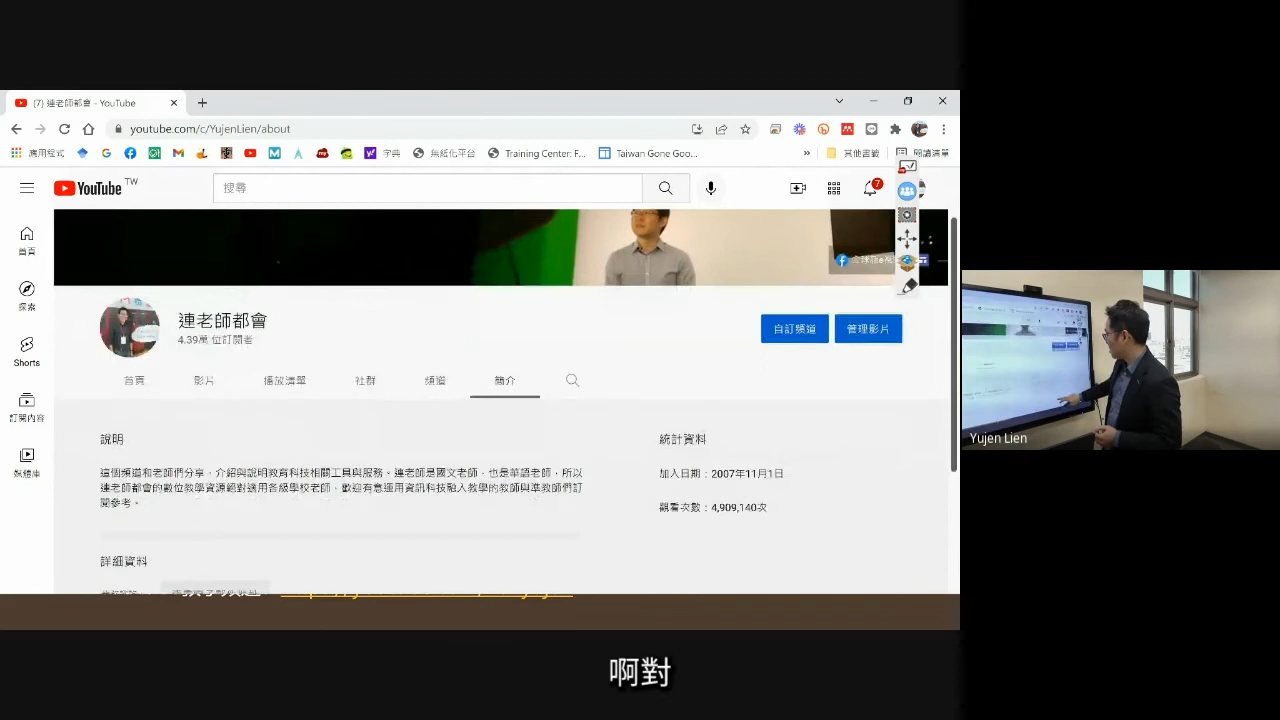 (7) 連老師都會 - YouTube
youtube.com/c/YujenLien/about
應用程式
字典
無紙化平台
Training Center: F...
Taiwan Gone Goo...
»
其他書籤
閱讀清單
YouTube TW
搜尋
7
首頁
探索
Shorts
訂閱內容
媒體庫
連老師都會
4.39萬 位訂閱者
自訂頻道
管理影片
首頁
影片
播放清單
社群
頻道
簡介
說明
這個頻道和老師們分享、介紹與說明教育科技相關工具與服務。連老師是國文老師，也是華語老師，所以
連老師都會的數位教學資源絕對適用各級學校老師，歡迎有意運用資訊科技融入教學的教師與準教師們訂
閱參考。
統計資料
加入日期：2007年11月1日
觀看次數：4,909,140次
詳細資料
Yujen Lien
啊對